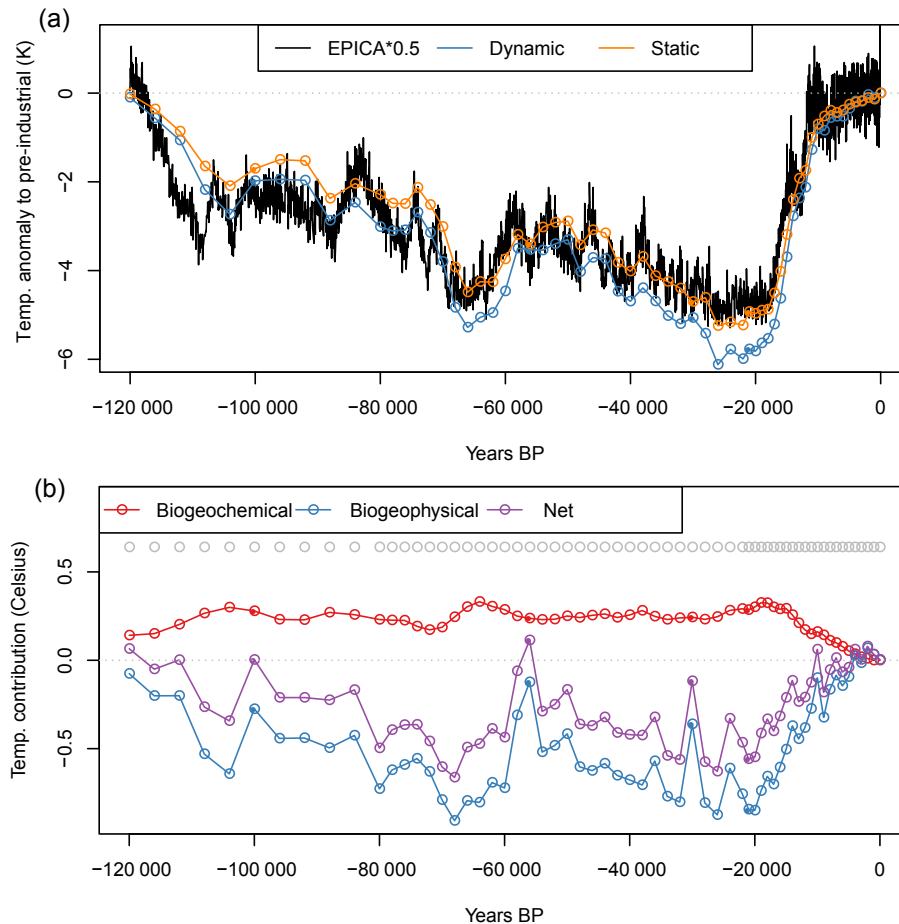 (a)
EPICA*0.5 Dynamic Static
Temp. anomaly to pre-industrial (K)
0
−2
−4
−6
−120 000 −100 000 −80 000 −60 000 −40 000 −20 000 0
Years BP
(b)
Biogeochemical Biogeophysical Net
Temp. contribution (Celsius)
0.5
0.0
−0.5
−120 000 −100 000 −80 000 −60 000 −40 000 −20 000 0
Years BP